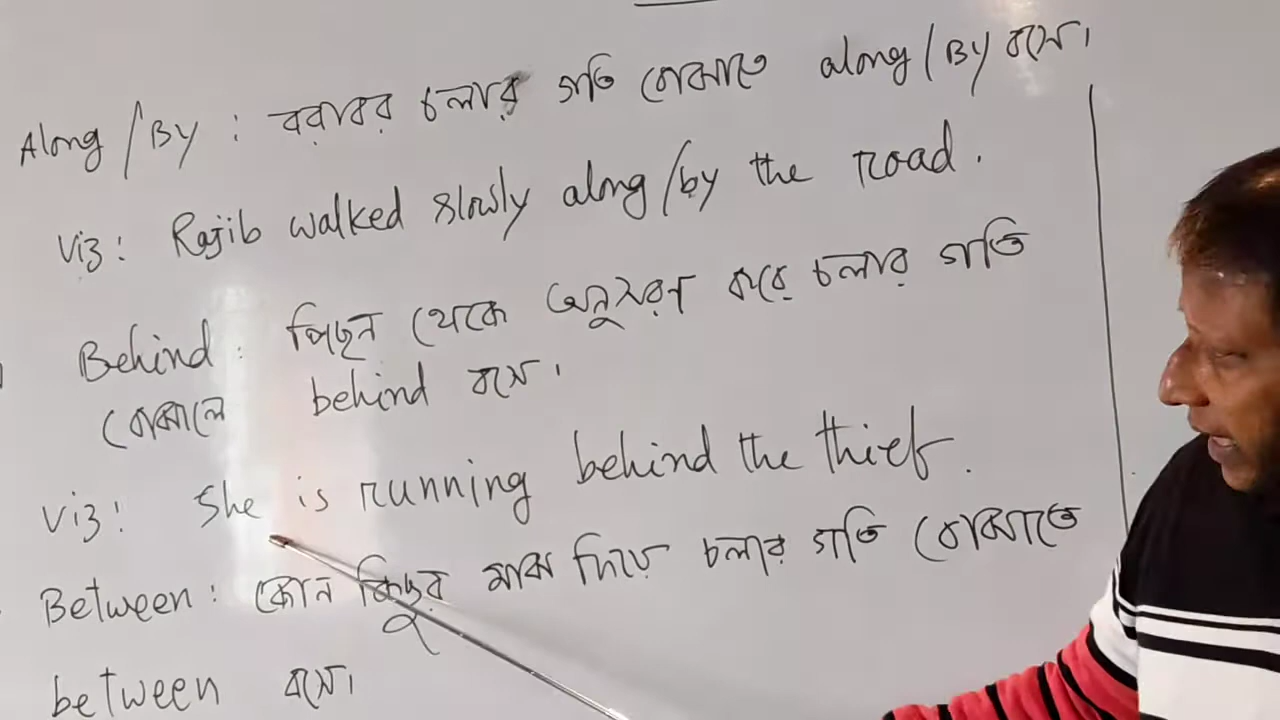 Along/By : বরাবর চলার গতি বোঝাতে along/By বসে।
Viz: Rajib walked slowly along/by the road.
Behind: পিছন থেকে অনুসরণ করে চলার গতি
বোঝালে behind বসে।
Viz: She is running behind the thief.
Between: কোন কিছুর মাঝ দিয়ে চলার গতি বোঝাতে
between বসে।